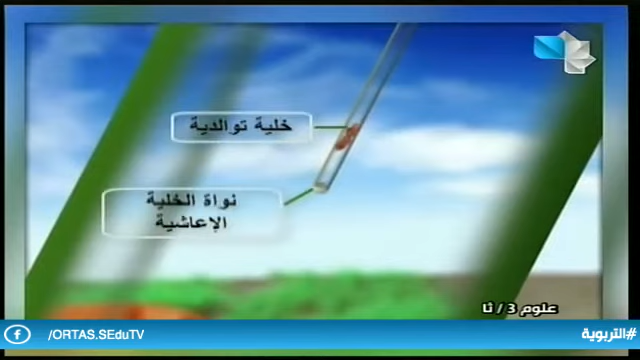 خلية توالدية
نواة الخلية
الإعاشية
علوم 3 / ثا
/ORTAS.SEduTV
#التربوية